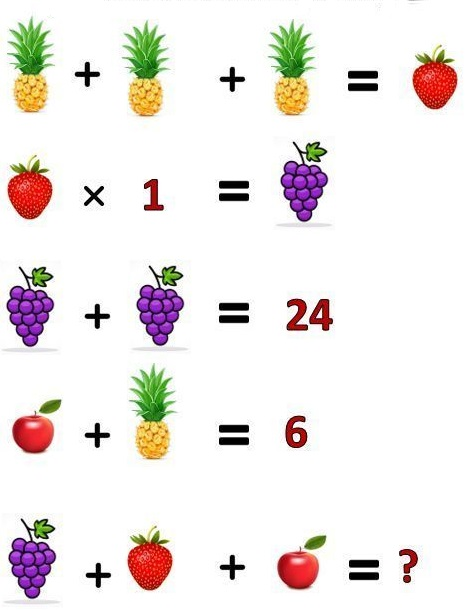 + + =
× 1 =
+ = 24
+ = 6
+ + = ?